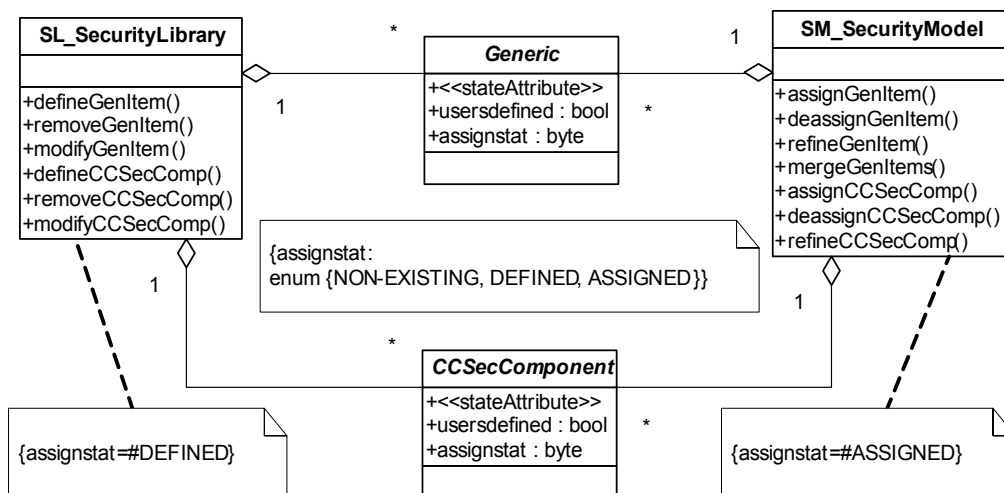 SL_SecurityLibrary
+defineGenItem()
+removeGenItem()
+modifyGenItem()
+defineCCSecComp()
+removeCCSecComp()
+modifyCCSecComp()
*
1
Generic
+<<stateAttribute>>
+usersdefined : bool
+assignstat : byte
1
*
SM_SecurityModel
+assignGenItem()
+deassignGenItem()
+refineGenItem()
+mergeGenItems()
+assignCCSecComp()
+deassignCCSecComp()
+refineCCSecComp()
{assignstat:
enum {NON-EXISTING, DEFINED, ASSIGNED}}
1
*
1
*
CCSecComponent
+<<stateAttribute>>
+usersdefined : bool
+assignstat : byte
{assignstat=#DEFINED}
{assignstat=#ASSIGNED}